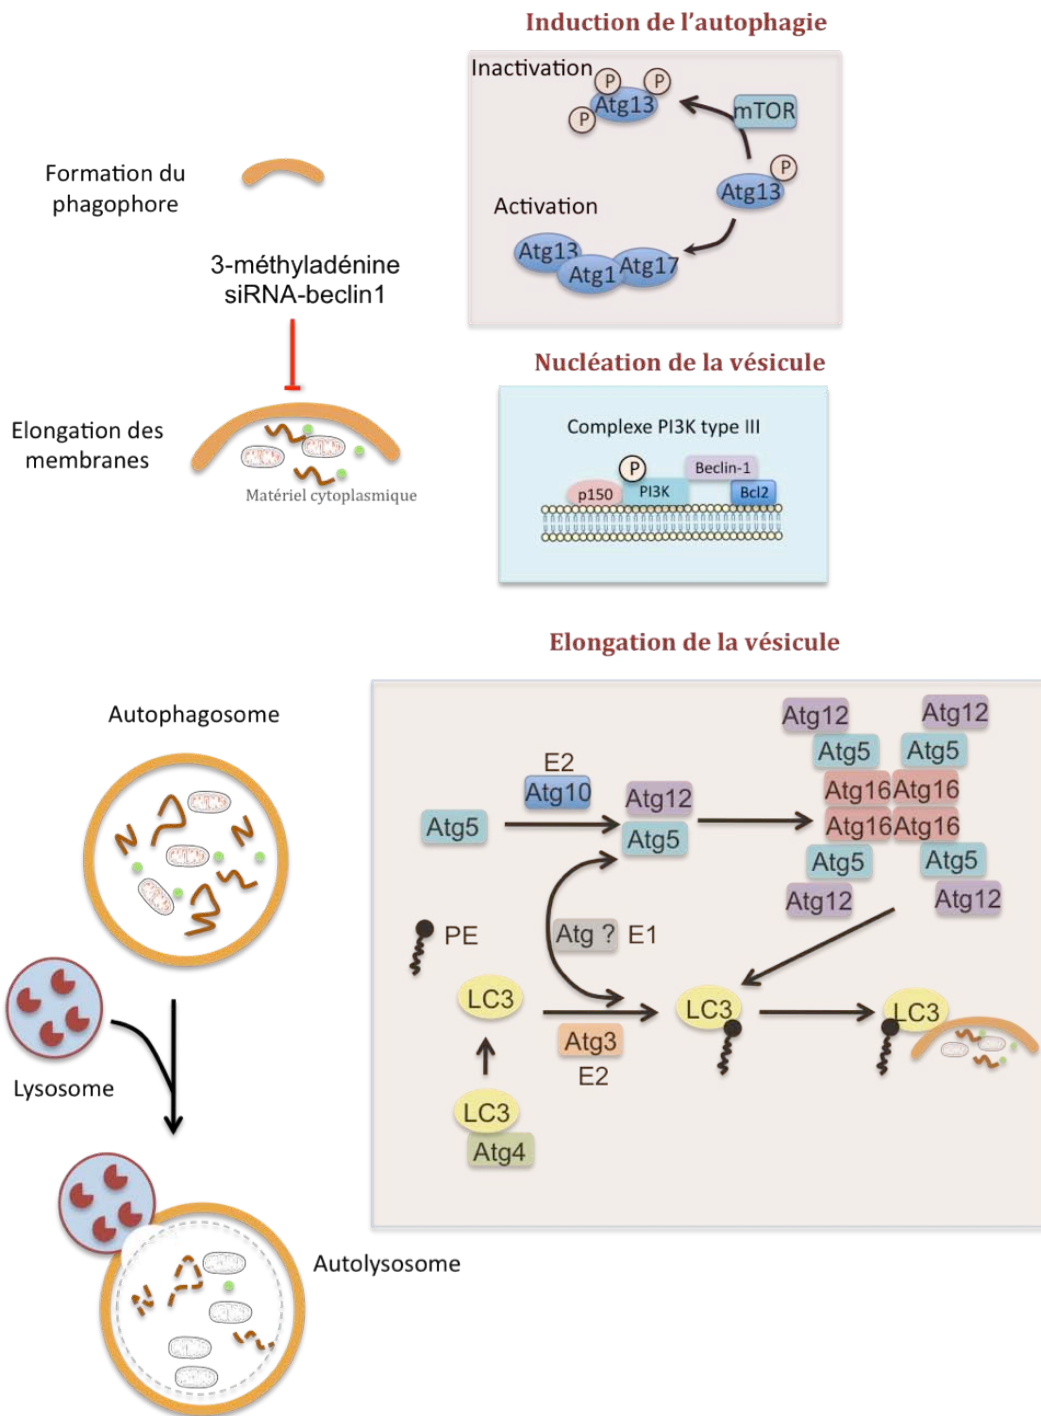 Induction de l'autophagie
Inactivation
P
P
P
Atg13
mTOR
P
Atg13
Activation
Atg13
Atg1
Atg17
Formation du
phagophore
3-méthyladénine
siRNA-beclin1
Nucléation de la vésicule
Complexe PI3K type III
P
Beclin-1
p150
PI3K
Bcl2
Elongation des
membranes
Matériel cytoplasmique
Elongation de la vésicule
Autophagosome
Atg12
Atg12
Atg5
Atg5
E2
Atg10
Atg12
Atg16
Atg16
Atg5
Atg5
Atg16
Atg16
Atg5
Atg5
Atg12
Atg12
PE
Atg ?
E1
LC3
LC3
LC3
Atg3
E2
Lysosome
LC3
Atg4
Autolysosome